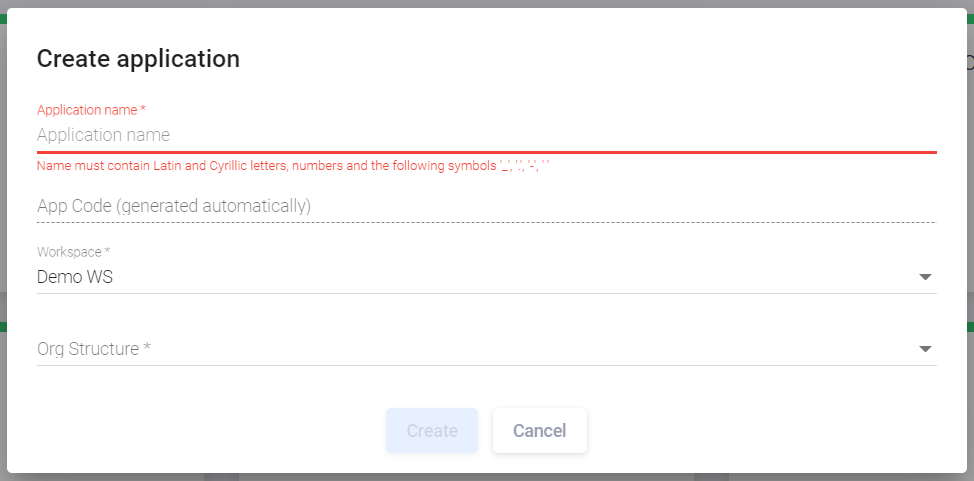 Create application
Application name *
Application name
Name must contain Latin and Cyrillic letters, numbers and the following symbols '_', '.', '-', ' '
App Code (generated automatically)
Workspace *
Demo WS
Org Structure *
Create
Cancel